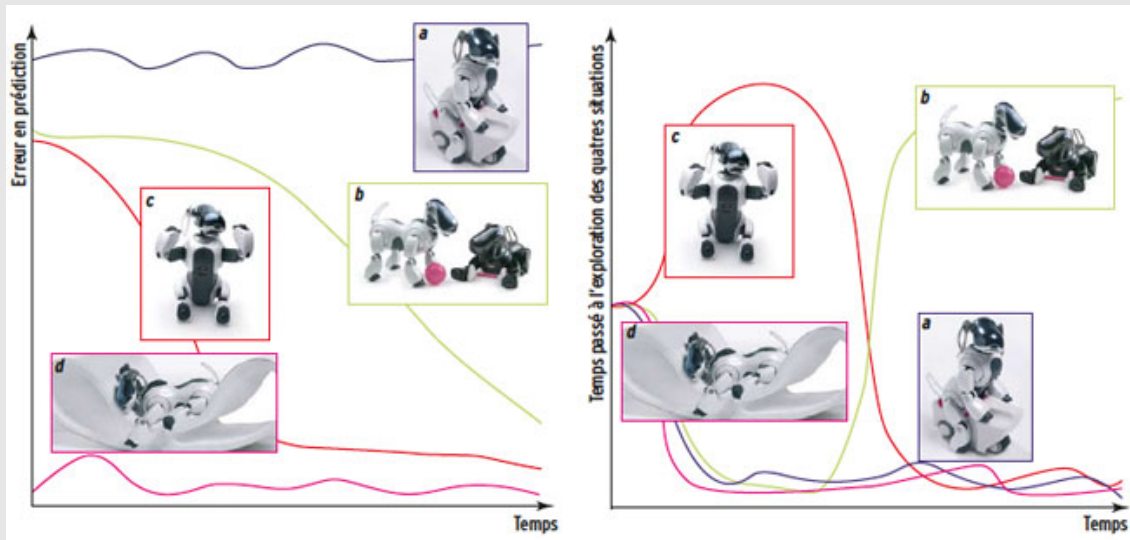 Erreur en prédiction
a
c
b
d
Temps
Temps passé à l'exploration des quatres situations
b
c
d
a
Temps